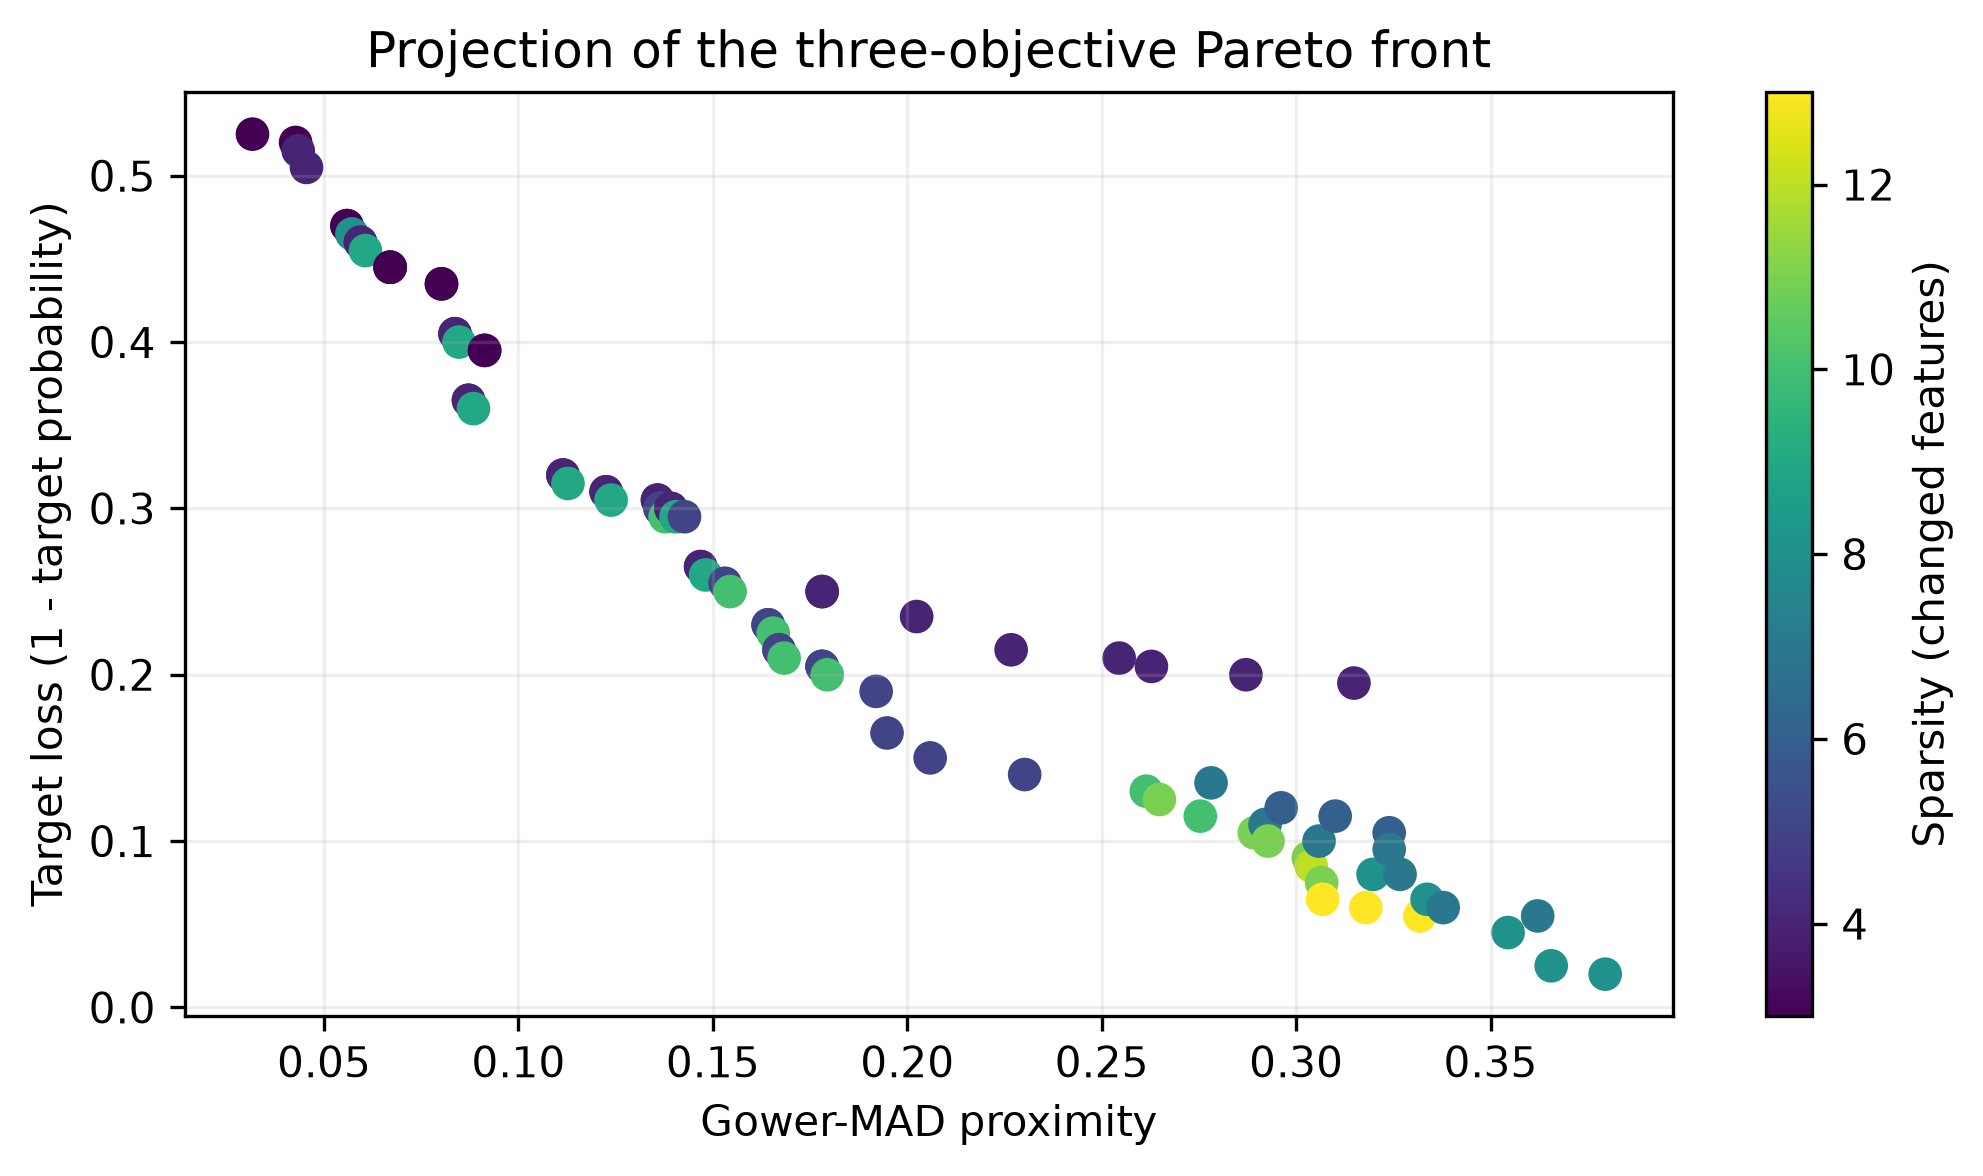 Projection of the three-objective Pareto front
Target loss (1 - target probability)
0.5
0.4
0.3
0.2
0.1
0.0
0.05 0.10 0.15 0.20 0.25 0.30 0.35
Gower-MAD proximity
12
10
8
6
4
Sparsity (changed features)